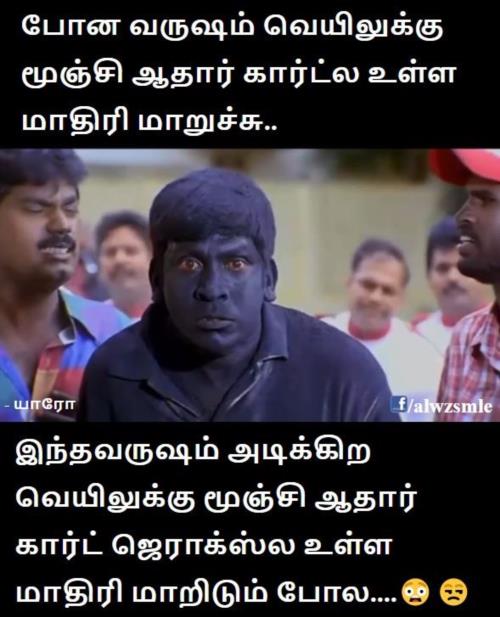 போன வருஷம் வெயிலுக்கு
மூஞ்சி ஆதார் கார்ட்ல உள்ள
மாதிரி மாறுச்சு..
- யாரோ
f/alwzsmle
இந்தவருஷம் அடிக்கிற
வெயிலுக்கு மூஞ்சி ஆதார்
கார்ட் ஜெராக்ஸ்ல உள்ள
மாதிரி மாறிடும் போல....😳 😒